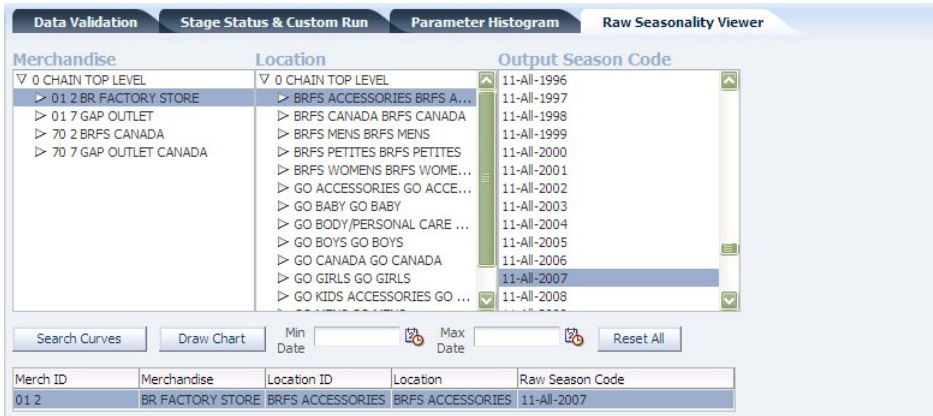 Data Validation Stage Status & Custom Run Parameter Histogram Raw Seasonality Viewer
Merchandise Location Output Season Code
0 CHAIN TOP LEVEL 0 CHAIN TOP LEVEL 11-All-1996
01 2 BR FACTORY STORE BRFS ACCESSORIES BRFS A... 11-All-1997
01 7 GAP OUTLET BRFS CANADA BRFS CANADA 11-All-1998
70 2 BRFS CANADA BRFS MENS BRFS MENS 11-All-1999
70 7 GAP OUTLET CANADA BRFS PETITES BRFS PETITES 11-All-2000
BRFS WOMENS BRFS WOME... 11-All-2001
GO ACCESSORIES GO ACCE... 11-All-2002
GO BABY GO BABY 11-All-2003
GO BODY/PERSONAL CARE ... 11-All-2004
GO BOYS GO BOYS 11-All-2005
GO CANADA GO CANADA 11-All-2006
GO GIRLS GO GIRLS 11-All-2007
GO KIDS ACCESSORIES GO ... 11-All-2008
Search Curves Draw Chart Min Date Max Date Reset All
Merch ID Merchandise Location ID Location Raw Season Code
01 2 BR FACTORY STORE BRFS ACCESSORIES BRFS ACCESSORIES 11-All-2007